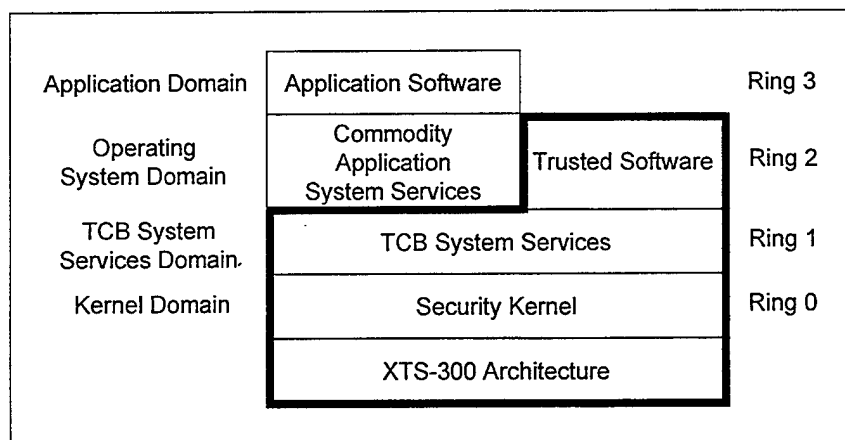 Application Domain
Application Software
Ring 3
Operating
System Domain
Commodity
Application
System Services
Trusted Software
Ring 2
TCB System
Services Domain.
TCB System Services
Ring 1
Kernel Domain
Security Kernel
Ring 0
XTS-300 Architecture